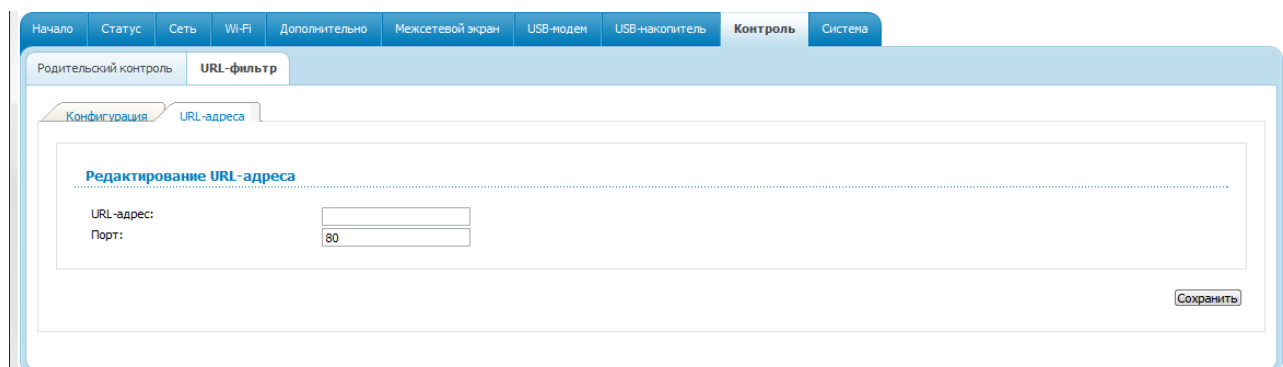 Начало Статус Сеть Wi-Fi Дополнительно Межсетевой экран USB-модем USB-накопитель Контроль Система
Родительский контроль URL-фильтр
Конфигурация URL-адреса
Редактирование URL-адреса
URL-адрес:
Порт: 80
Сохранить